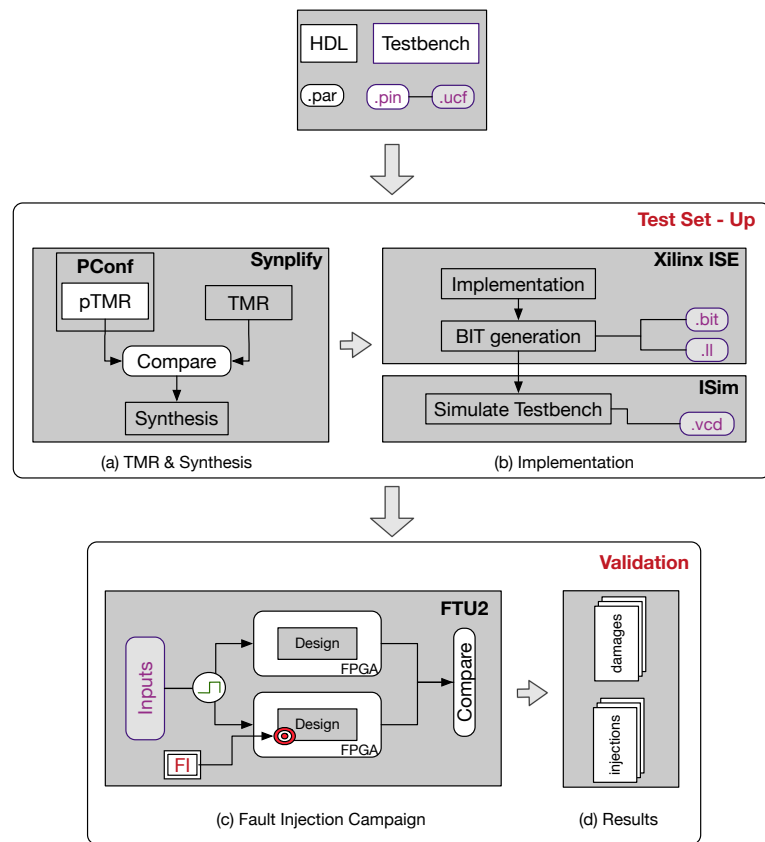 HDL
Testbench
.par
.pin
.ucf
Test Set - Up
PConf
Synplify
pTMR
TMR
Compare
Synthesis
(a) TMR & Synthesis
Xilinx ISE
Implementation
BIT generation
.bit
.ll
ISim
Simulate Testbench
.vcd
(b) Implementation
Validation
FTU2
Inputs
Design
FPGA
Design
FPGA
FI
Compare
(c) Fault Injection Campaign
damages
injections
(d) Results